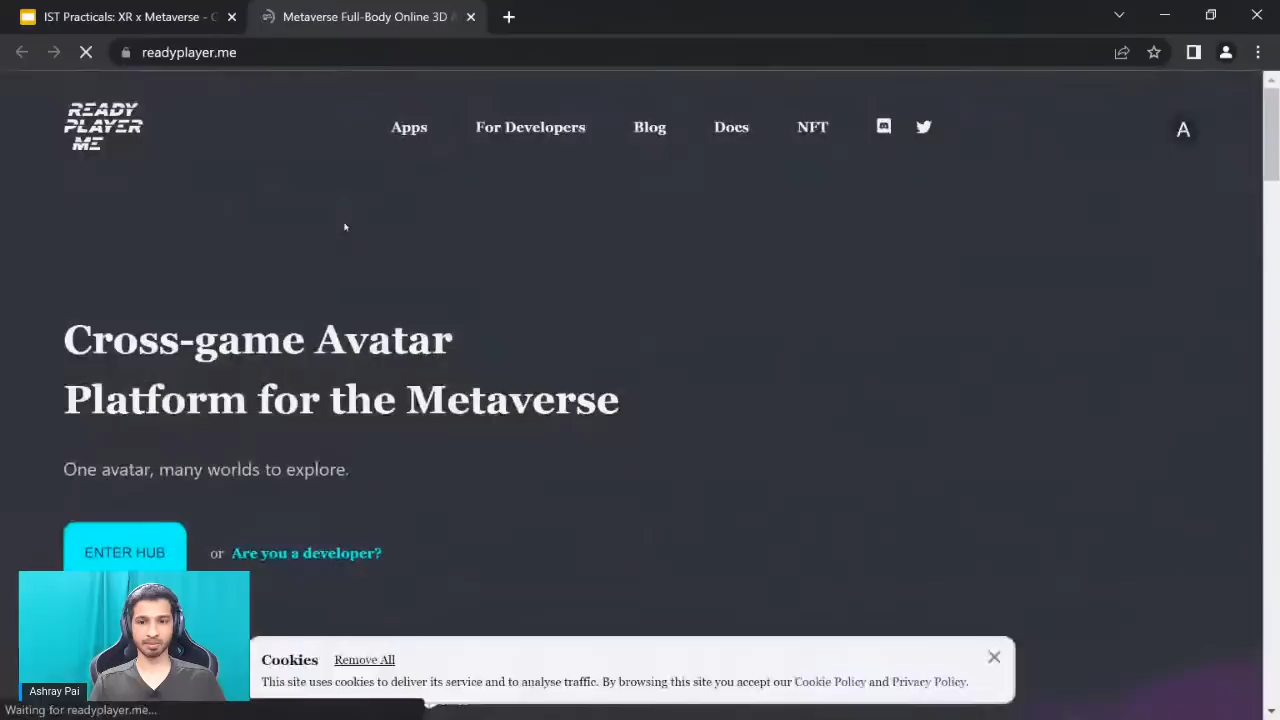 IST Practicals: XR x Metaverse - G
Metaverse Full-Body Online 3D A
readyplayer.me
READY
PLAYER
ME
Apps
For Developers
Blog
Docs
NFT
A
Cross-game Avatar
Platform for the Metaverse
One avatar, many worlds to explore.
ENTER HUB
or Are you a developer?
Cookies Remove All
This site uses cookies to deliver its service and to analyse traffic. By browsing this site you accept our Cookie Policy and Privacy Policy.
Ashray Pai
Waiting for readyplayer.me...